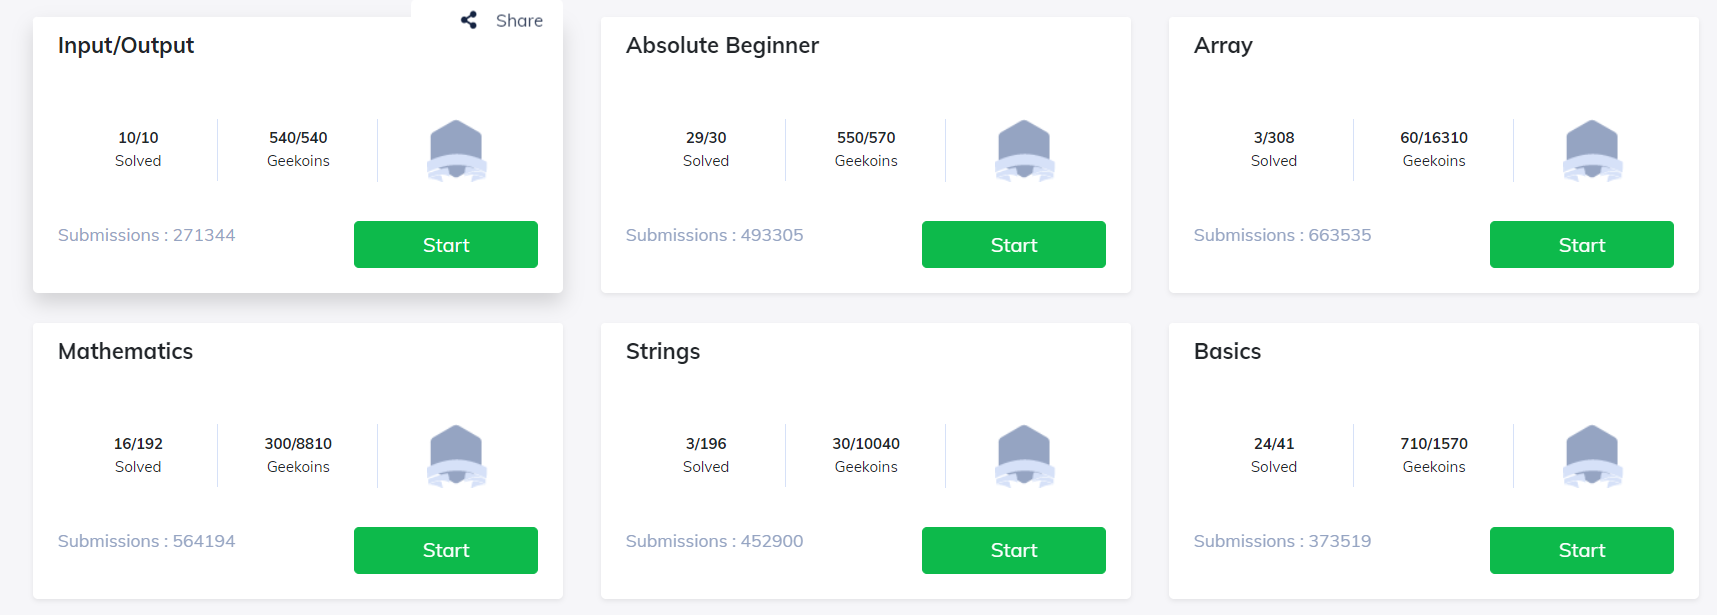 Share
Input/Output
10/10
Solved
540/540
Geekoins
Submissions : 271344
Start
Absolute Beginner
29/30
Solved
550/570
Geekoins
Submissions : 493305
Start
Array
3/308
Solved
60/16310
Geekoins
Submissions : 663535
Start
Mathematics
16/192
Solved
300/8810
Geekoins
Submissions : 564194
Start
Strings
3/196
Solved
30/10040
Geekoins
Submissions : 452900
Start
Basics
24/41
Solved
710/1570
Geekoins
Submissions : 373519
Start